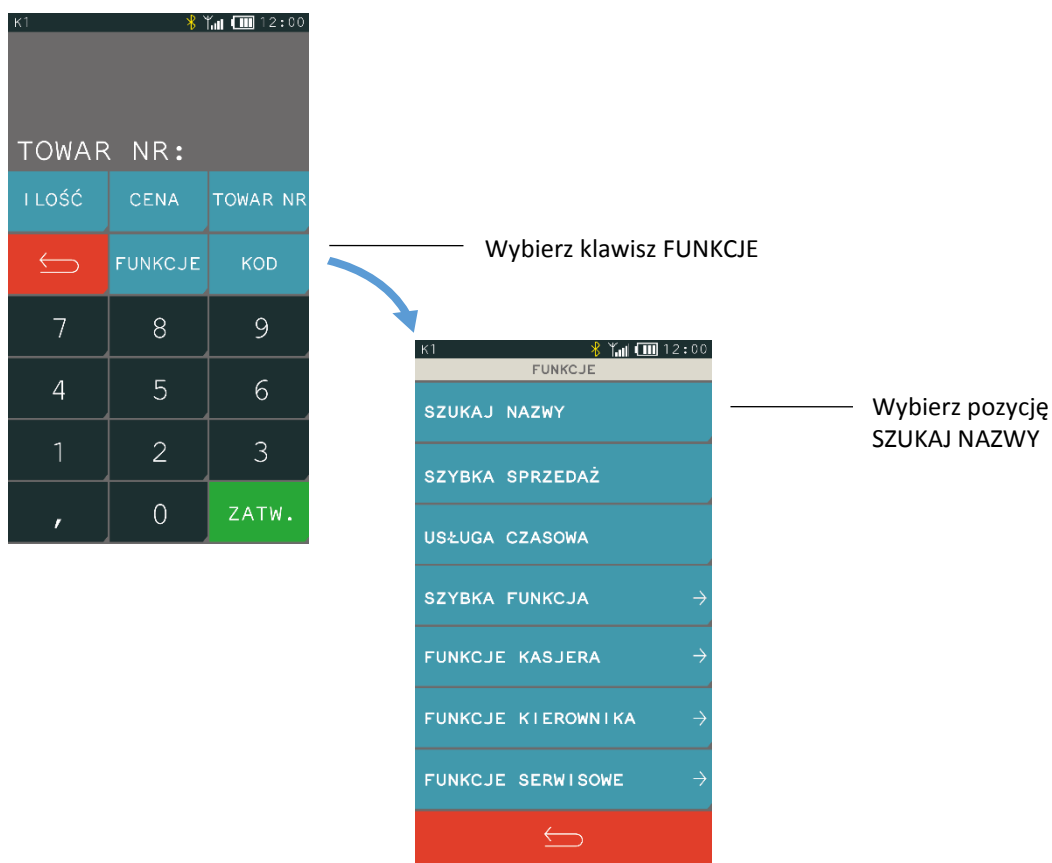 K1 12:00
TOWAR NR:
ILOŚĆ CENA TOWAR NR
FUNKCJE KOD
7 8 9
4 5 6
1 2 3
, 0 ZATW.
Wybierz klawisz FUNKCJE
K1 12:00
FUNKCJE
SZUKAJ NAZWY
SZYBKA SPRZEDAŻ
USŁUGA CZASOWA
SZYBKA FUNKCJA
FUNKCJE KASJERA
FUNKCJE KIEROWNIKA
FUNKCJE SERWISOWE
Wybierz pozycję
SZUKAJ NAZWY